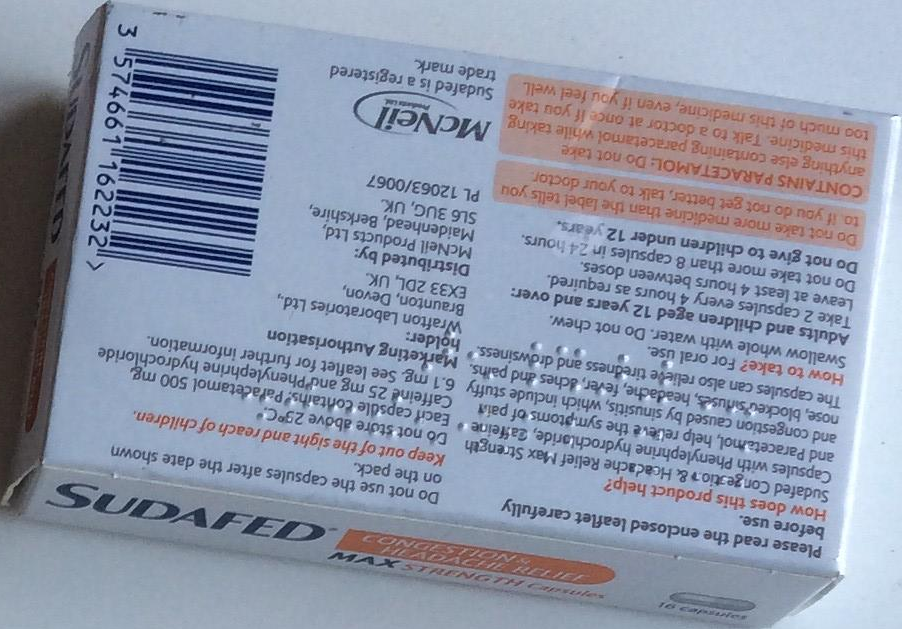 Please read the enclosed leaflet carefully
before use.
How does this product help?
Sudafed Congestion & Headache Relief Max Strength
Capsules with Phenylephrine hydrochloride, Caffeine
and Paracetamol, help relieve the symptoms of pain
and congestion caused by sinusitis, which include stuffy
nose, blocked sinuses, headache, fever, aches and pains.
The capsules can also relieve tiredness and drowsiness.
How to take? For oral use.
Swallow whole with water. Do not chew.
Adults and children aged 12 years and over:
Take 2 capsules every 4 hours as required.
Leave at least 4 hours between doses.
Do not take more than 8 capsules in 24 hours.
Do not give to children under 12 years.
Do not take more medicine than the label tells you
to. If you do not get better, talk to your doctor.
CONTAINS PARACETAMOL: Do not take
anything else containing paracetamol while taking
this medicine. Talk to a doctor at once if you take
too much of this medicine, even if you feel well.
Do not use the capsules after the date shown
on the pack.
Keep out of the sight and reach of children.
Do not store above 25°C.
Each capsule contains: Paracetamol 500 mg,
Caffeine 25 mg and Phenylephrine hydrochloride
6.1 mg. See leaflet for further information.
Marketing Authorisation
holder:
Wrafton Laboratories Ltd.,
Braunton, Devon,
EX33 2DL, UK.
Distributed by:
McNeil Products Ltd,
Maidenhead, Berkshire,
SL6 3UG, UK.
PL 12063/0067
McNeil
Products Ltd
Sudafed is a registered
trade mark.
3 574661 162232 >
16 capsules
SUDAFED
CONGESTION &
HEADACHE RELIEF
MAX STRENGTH Capsules
SUDAFED